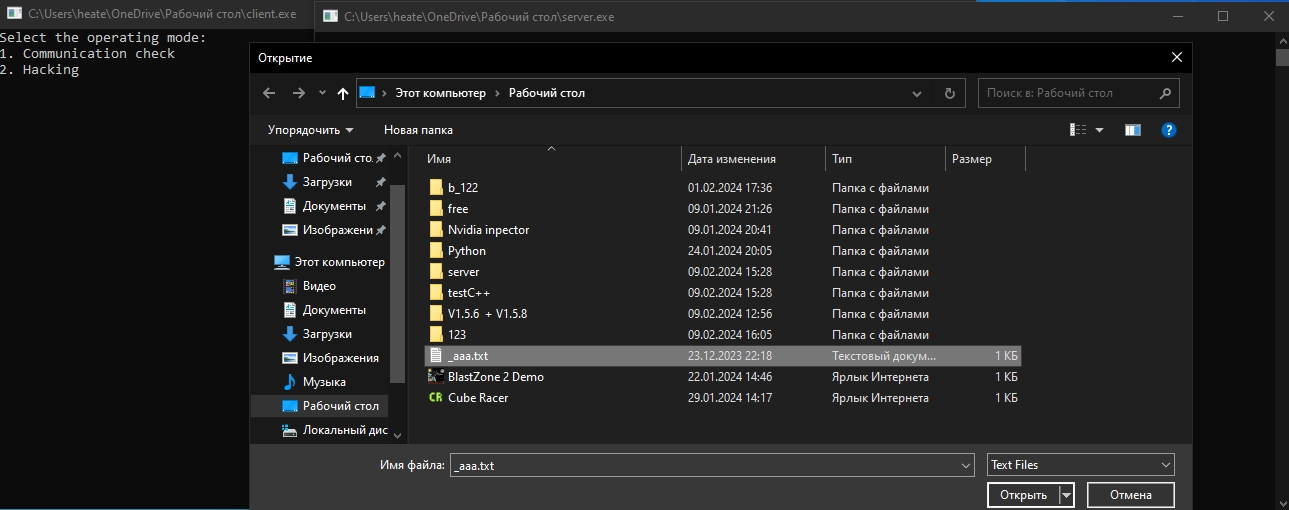 C:\Users\heate\OneDrive\Рабочий стол\client.exe
C:\Users\heate\OneDrive\Рабочий стол\server.exe
Select the operating mode:
1. Communication check
2. Hacking
Открытие
Этот компьютер > Рабочий стол
Поиск в: Рабочий стол
Упорядочить
Новая папка
Рабочий сто.
Загрузки
Документы
Изображени
Этот компьютер
Видео
Документы
Загрузки
Изображения
Музыка
Рабочий стол
Локальный дис
Имя Дата изменения Тип Размер
b_122 01.02.2024 17:36 Папка с файлами
free 09.01.2024 21:26 Папка с файлами
Nvidia inpector 09.01.2024 20:41 Папка с файлами
Python 24.01.2024 20:05 Папка с файлами
server 09.02.2024 15:28 Папка с файлами
testC++ 09.02.2024 15:28 Папка с файлами
V1.5.6 + V1.5.8 09.02.2024 12:56 Папка с файлами
123 09.02.2024 16:05 Папка с файлами
_aaa.txt 23.12.2023 22:18 Текстовый докум... 1 КБ
BlastZone 2 Demo 22.01.2024 14:46 Ярлык Интернета 1 КБ
CR Cube Racer 29.01.2024 14:17 Ярлык Интернета 1 КБ
Имя файла: _aaa.txt
Text Files
Открыть
Отмена